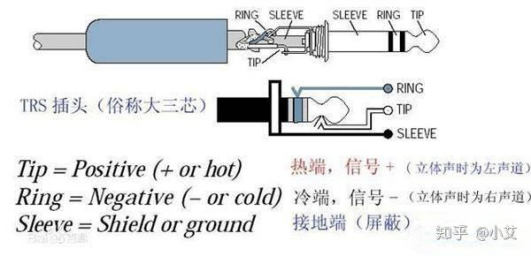 RING SLEEVE SLEEVE RING TIP
TIP
RING
TRS 插头（俗称大三芯）
TIP
SLEEVE
Tip = Positive (+ or hot) 热端，信号＋（立体声时为左声道）
Ring = Negative (– or cold) 冷端，信号－（立体声时为右声道）
Sleeve = Shield or ground 接地端（屏蔽）
知乎 @小艾